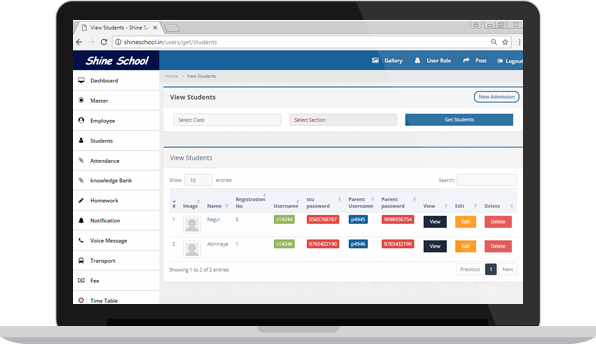 View Students - Shine S
shineschool.in/users/get/students
Shine School
Gallery User Role Post Logout
Dashboard
Master
Employee
Students
Attendance
knowledge Bank
Homework
Notification
Voice Message
Transport
Fee
Time Table
Home > View Students
View Students
New Admission
Select Class Select Section Get Students
View Students
Show 10 entries Search:
# Image Name Registration No Username stu password Parent Username Parent password View Edit Delete
1 Ragul 5 s14244 8565768787 p4945 9098936754 View Edit Delete
2 Abinnaya 1 s14246 8765432190 p4946 8765432190 View Edit Delete
Showing 1 to 2 of 2 entries
Previous 1 Next